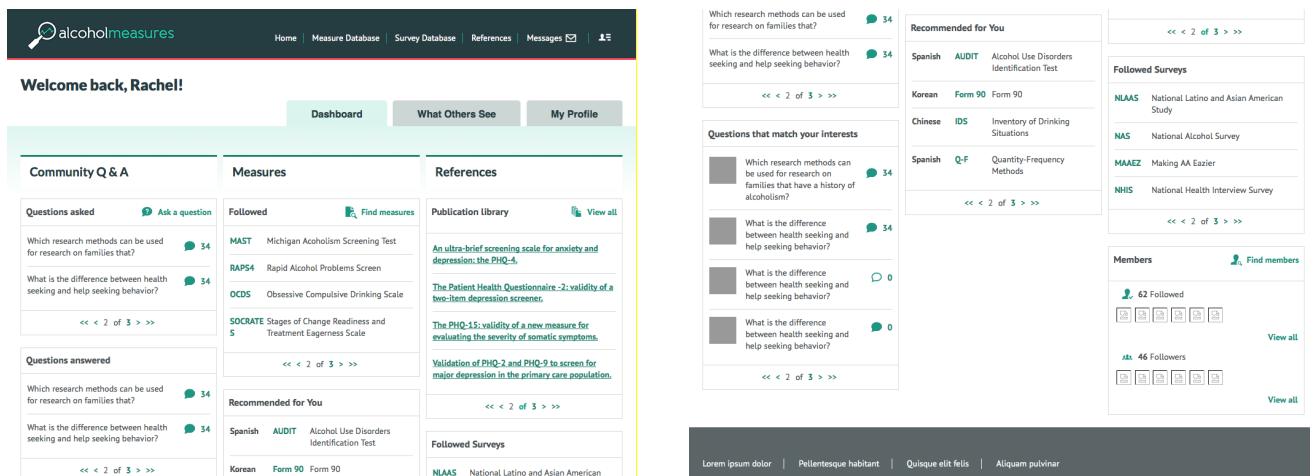 alcoholmeasures
Home | Measure Database | Survey Database | References | Messages
Welcome back, Rachel!
Dashboard
What Others See
My Profile
Community Q & A
Questions asked
Ask a question
Which research methods can be used
for research on families that?
34
What is the difference between health
seeking and help seeking behavior?
34
<< < 2 of 3 > >>
Questions answered
Which research methods can be used
for research on families that?
34
What is the difference between health
seeking and help seeking behavior?
34
<< < 2 of 3 > >>
Measures
Followed
Find measures
MAST Michigan Acoholism Screening Test
RAPS4 Rapid Alcohol Problems Screen
OCDS Obsessive Compulsive Drinking Scale
SOCRATE Stages of Change Readiness and
S Treatment Eagerness Scale
<< < 2 of 3 > >>
Recommended for You
Spanish AUDIT Alcohol Use Disorders
Identification Test
Korean Form 90 Form 90
References
Publication library
View all
An ultra-brief screening scale for anxiety and
depression: the PHQ-4.
The Patient Health Questionnaire -2: validity of a
two-item depression screener.
The PHQ-15: validity of a new measure for
evaluating the severity of somatic symptoms.
Validation of PHQ-2 and PHQ-9 to screen for
major depression in the primary care population.
<< < 2 of 3 > >>
Followed Surveys
NLAAS National Latino and Asian American
Which research methods can be used
for research on families that?
34
What is the difference between health
seeking and help seeking behavior?
34
<< < 2 of 3 > >>
Questions that match your interests
Which research methods can
be used for research on
families that have a history of
alcoholism?
34
What is the difference
between health seeking and
help seeking behavior?
34
What is the difference
between health seeking and
help seeking behavior?
0
What is the difference
between health seeking and
help seeking behavior?
0
<< < 2 of 3 > >>
Recommended for You
Spanish AUDIT Alcohol Use Disorders
Identification Test
Korean Form 90 Form 90
Chinese IDS Inventory of Drinking
Situations
Spanish Q-F Quantity-Frequency
Methods
<< < 2 of 3 > >>
<< < 2 of 3 > >>
Followed Surveys
NLAAS National Latino and Asian American
Study
NAS National Alcohol Survey
MAAEZ Making AA Eazier
NHIS National Health Interview Survey
<< < 2 of 3 > >>
Members
Find members
62 Followed
View all
46 Followers
View all
Lorem ipsum dolor | Pellentesque habitant | Quisque elit felis | Aliquam pulvinar